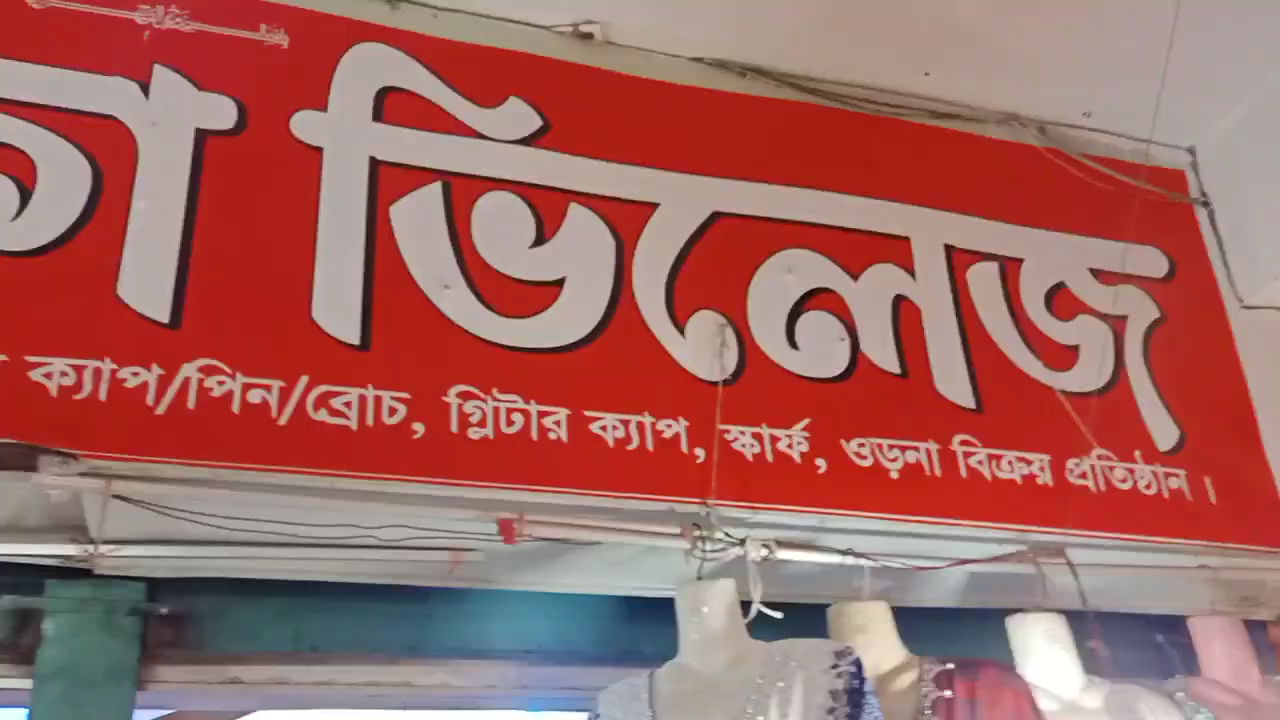 ভিলেজ
ক্যাপ/পিন/ব্রোচ, গ্লিটার ক্যাপ, স্কার্ফ, ওড়না বিক্রয় প্রতিষ্ঠান।